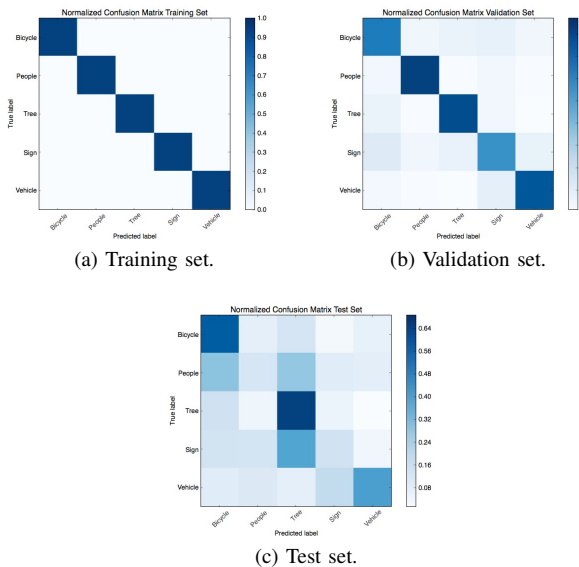 Normalized Confusion Matrix Training Set
Bicycle
People
Tree
Sign
Vehicle
True label
Bicycle People Tree Sign Vehicle
Predicted label
1.0
0.9
0.8
0.7
0.6
0.5
0.4
0.3
0.2
0.1
0.0
(a) Training set.
Normalized Confusion Matrix Validation Set
Bicycle
People
Tree
Sign
Vehicle
True label
Bicycle People Tree Sign Vehicle
Predicted label
(b) Validation set.
Normalized Confusion Matrix Test Set
Bicycle
People
Tree
Sign
Vehicle
True label
Bicycle People Tree Sign Vehicle
Predicted label
0.64
0.56
0.48
0.40
0.32
0.24
0.16
0.08
(c) Test set.